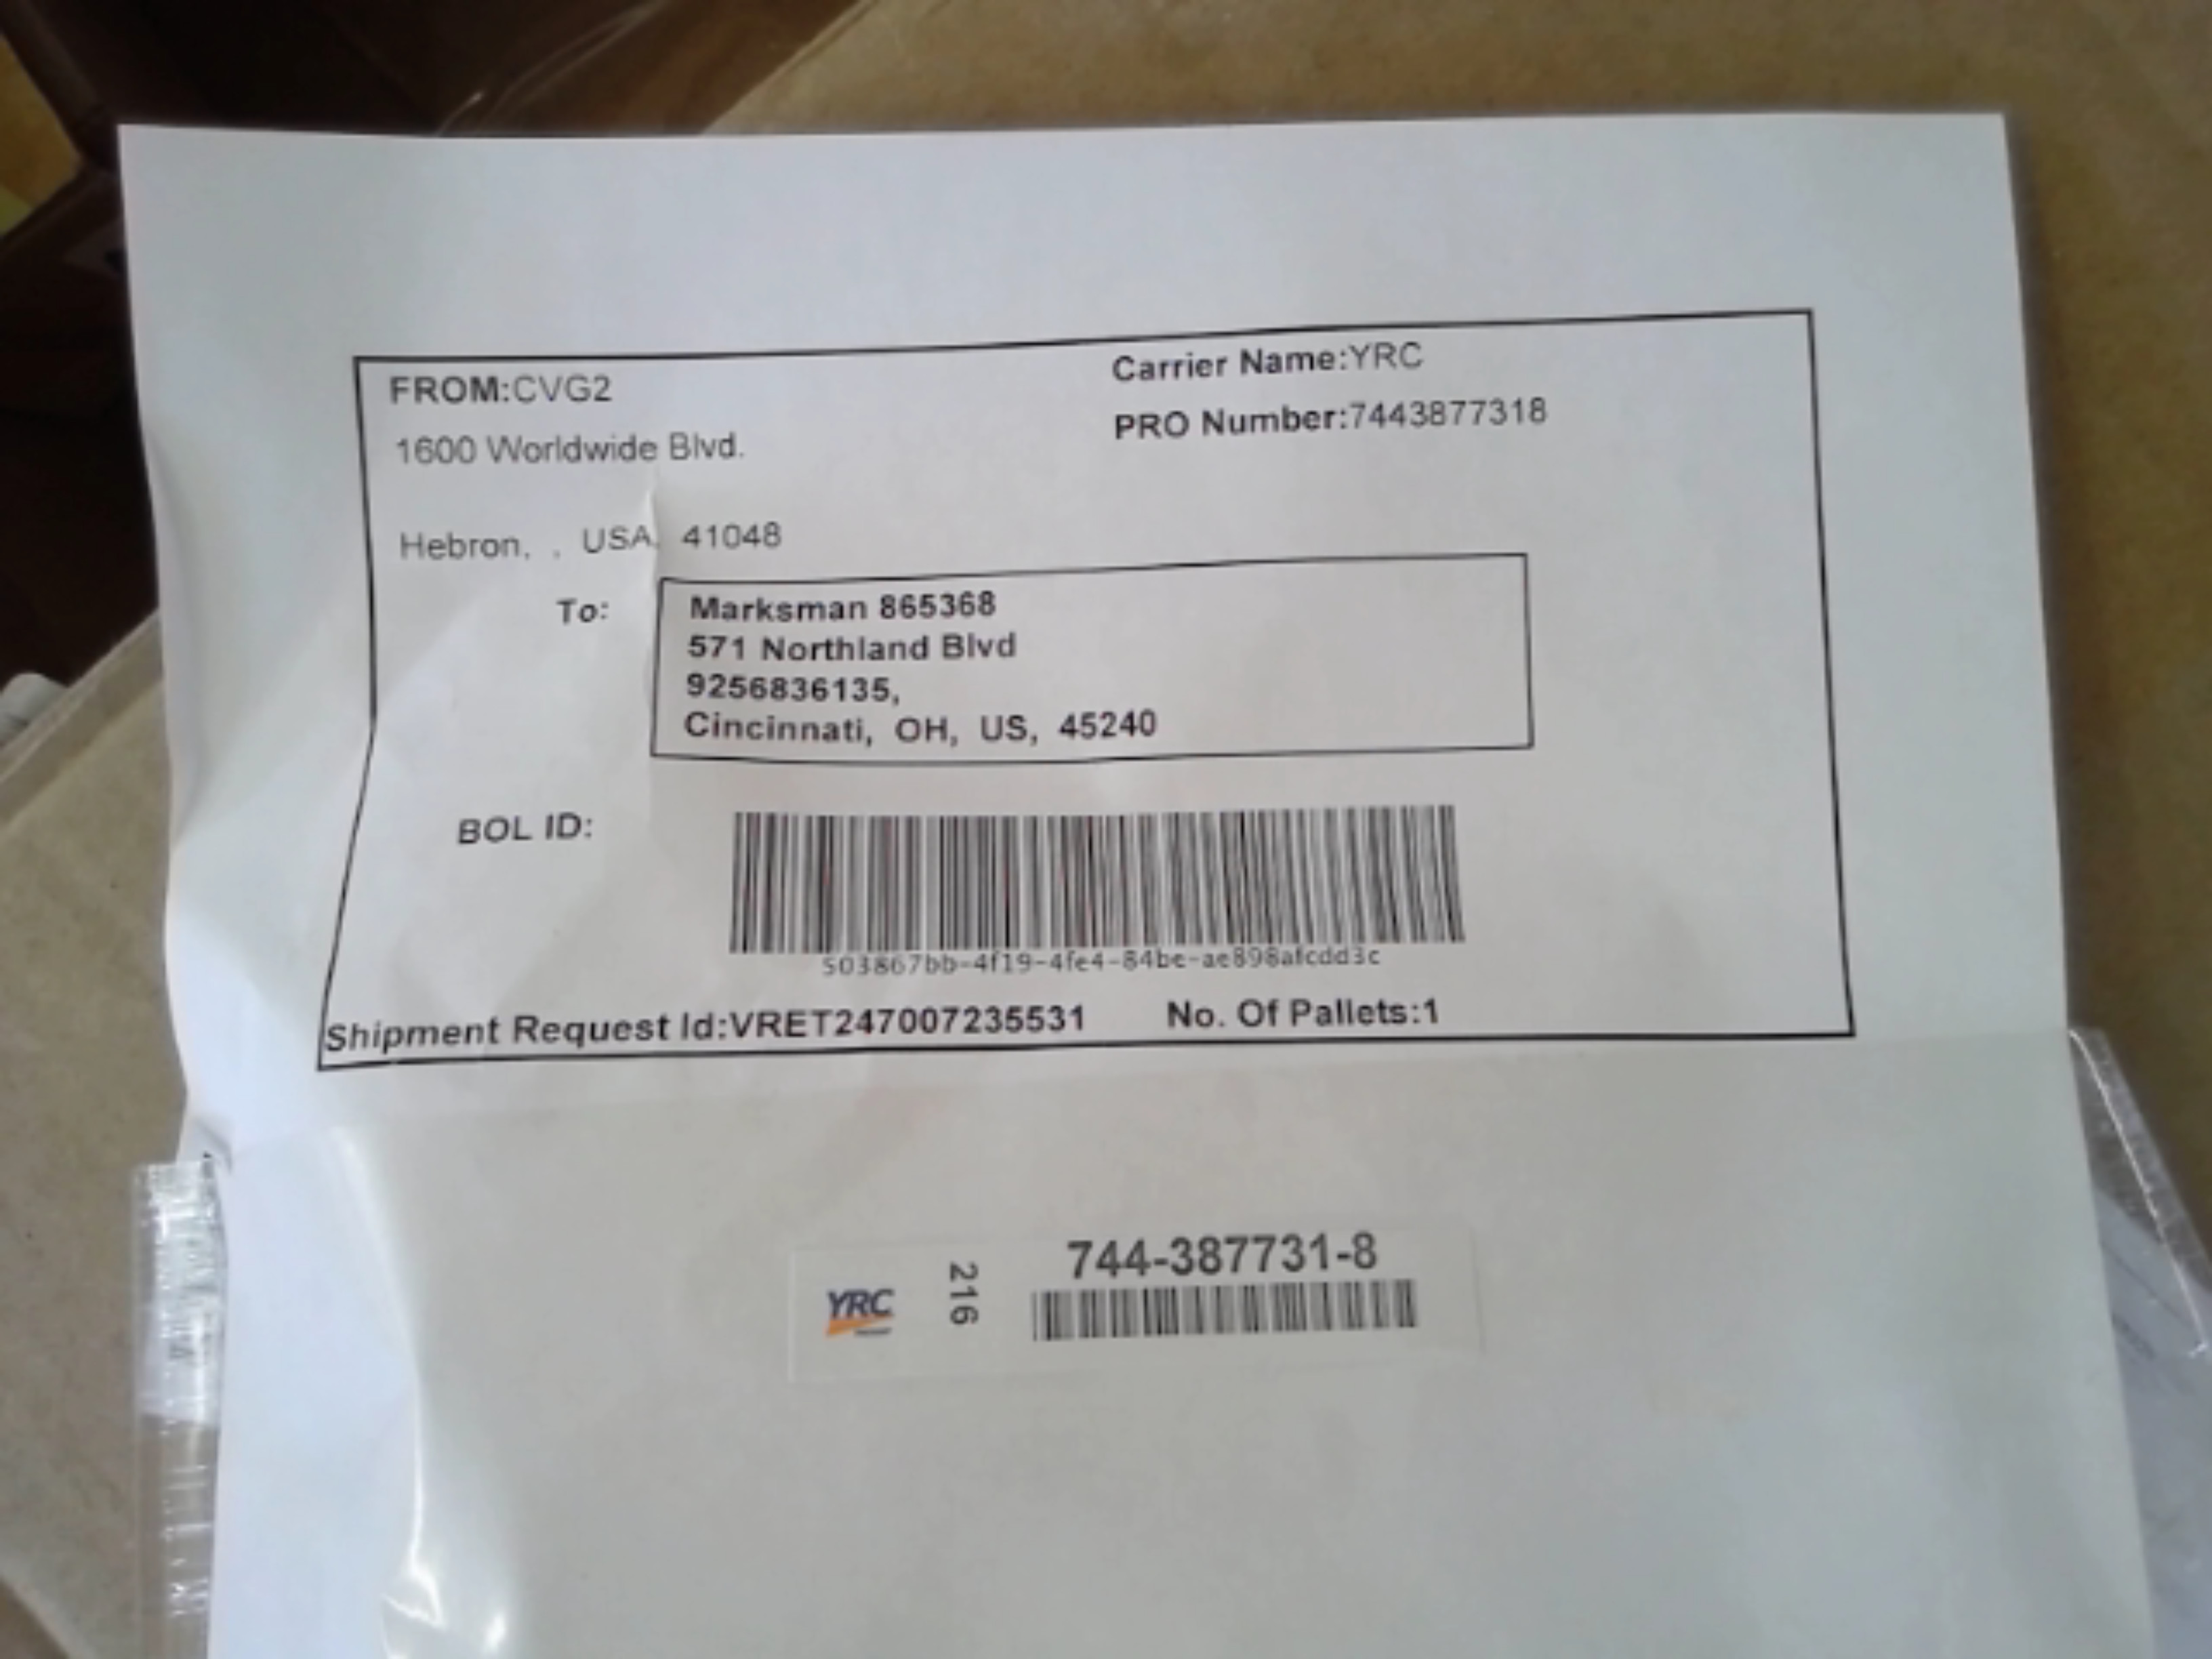 FROM:CVG2
1600 Worldwide Blvd.
Hebron, , USA, 41048
Carrier Name:YRC
PRO Number:7443877318
To:
Marksman 865368
571 Northland Blvd
9256836135,
Cincinnati, OH, US, 45240
BOL ID:
503867bb-4f19-4fe4-84be-ae898afcdd3c
Shipment Request Id:VRET247007235531 No. Of Pallets:1
YRC
216
744-387731-8